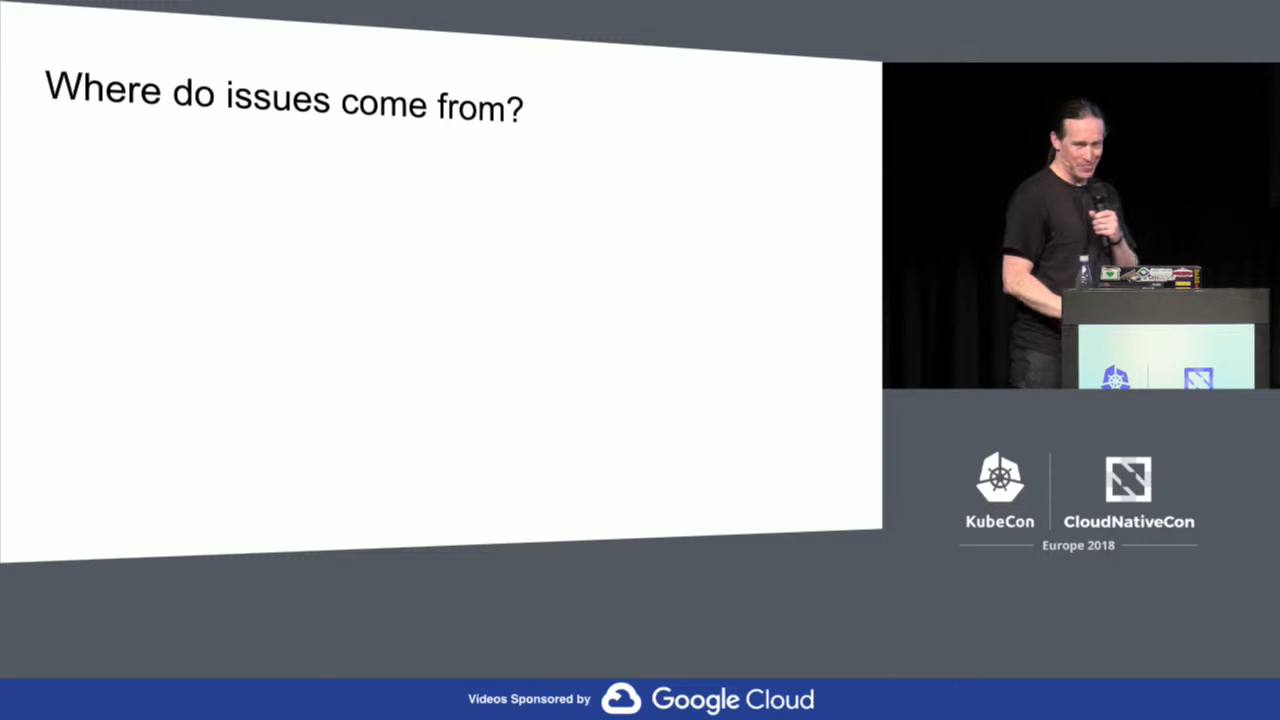 Where do issues come from?
KubeCon
CloudNativeCon
Europe 2018
Videos Sponsored by
Google Cloud